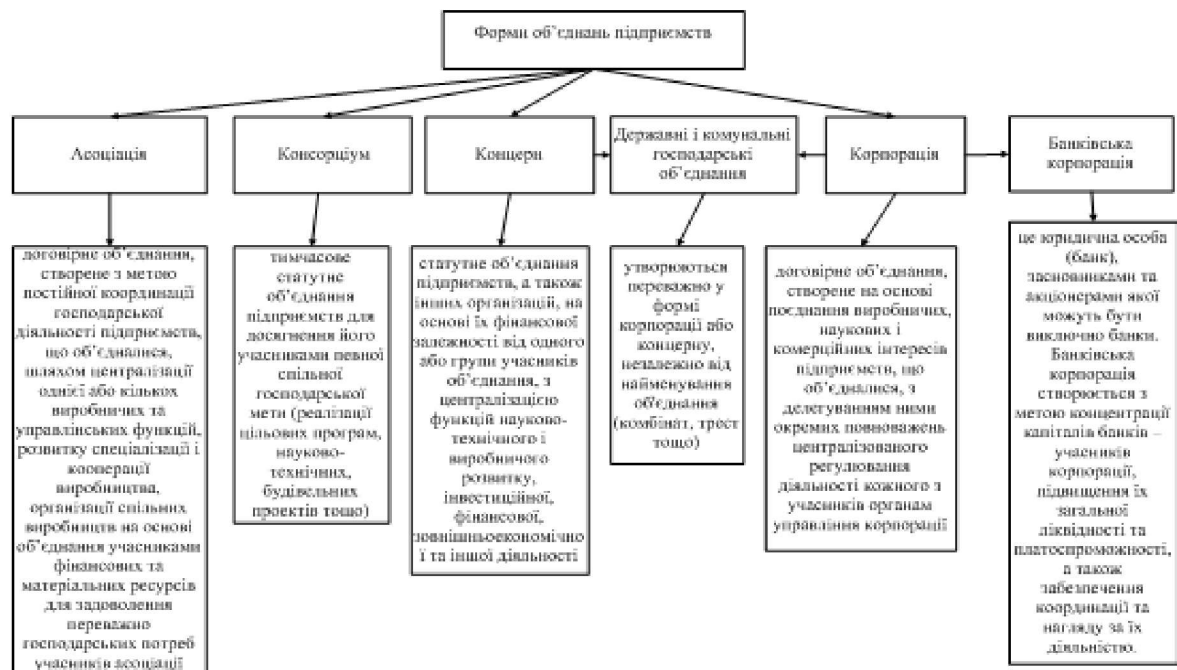 Форми об’єднань підприємств
Асоціація
Консорціум
Концерн
Державні і комунальні
господарські
об’єднання
Корпорація
Банківська
корпорація
договірне об’єднання,
створене з метою
постійної координації
господарської
діяльності підприємств,
що об’єдналися,
шляхом централізації
однієї або кількох
виробничих та
управлінських функцій,
розвитку спеціалізації і
кооперації
виробництва,
організації спільних
виробництв на основі
об’єднання учасниками
фінансових та
матеріальних ресурсів
для задоволення
переважно
господарських потреб
учасників асоціації
тимчасове
статутне
об’єднання
підприємств для
досягнення його
учасниками певної
спільної
господарської
мети (реалізації
цільових програм,
науково-
технічних,
будівельних
проектів тощо)
статутне об’єднання
підприємств, а також
інших організацій, на
основі їх фінансової
залежності від одного
або групи учасників
об’єднання, з
централізацією
функцій науково-
технічного і
виробничого
розвитку,
інвестиційної,
фінансової,
зовнішньоекономічно
ї та іншої діяльності
утворюються
переважно у
формі
корпорації або
концерну,
незалежно від
найменування
об'єднання
(комбінат, трест
тощо)
договірне об’єднання,
створене на основі
поєднання виробничих,
наукових і
комерційних інтересів
підприємств, що
об’єдналися, з
делегуванням ними
окремих повноважень
централізованого
регулювання
діяльності кожного з
учасників органам
управління корпорації
це юридична особа
(банк),
засновниками та
акціонерами якої
можуть бути
виключно банки.
Банківська
корпорація
створюється з
метою концентрації
капіталів банків –
учасників
корпорації,
підвищення їх
загальної
ліквідності та
платоспроможності,
а також
забезпечення
координації та
нагляду за їх
діяльністю.